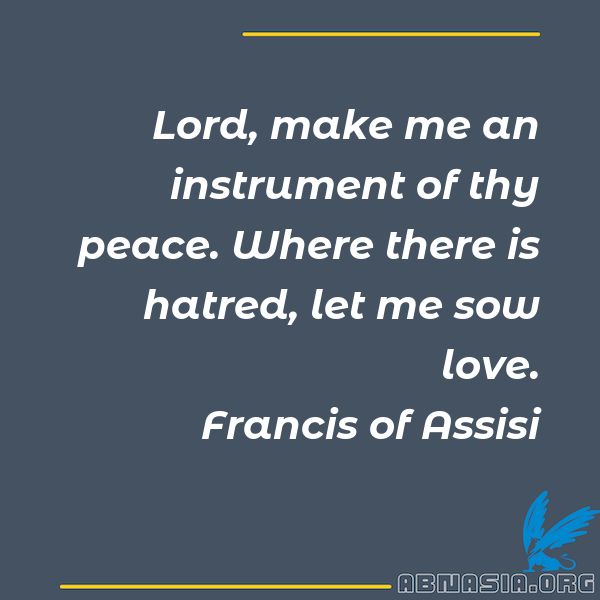 Lord, make me an
instrument of thy
peace. Where there is
hatred, let me sow
love.
Francis of Assisi
ABNASIA.ORG